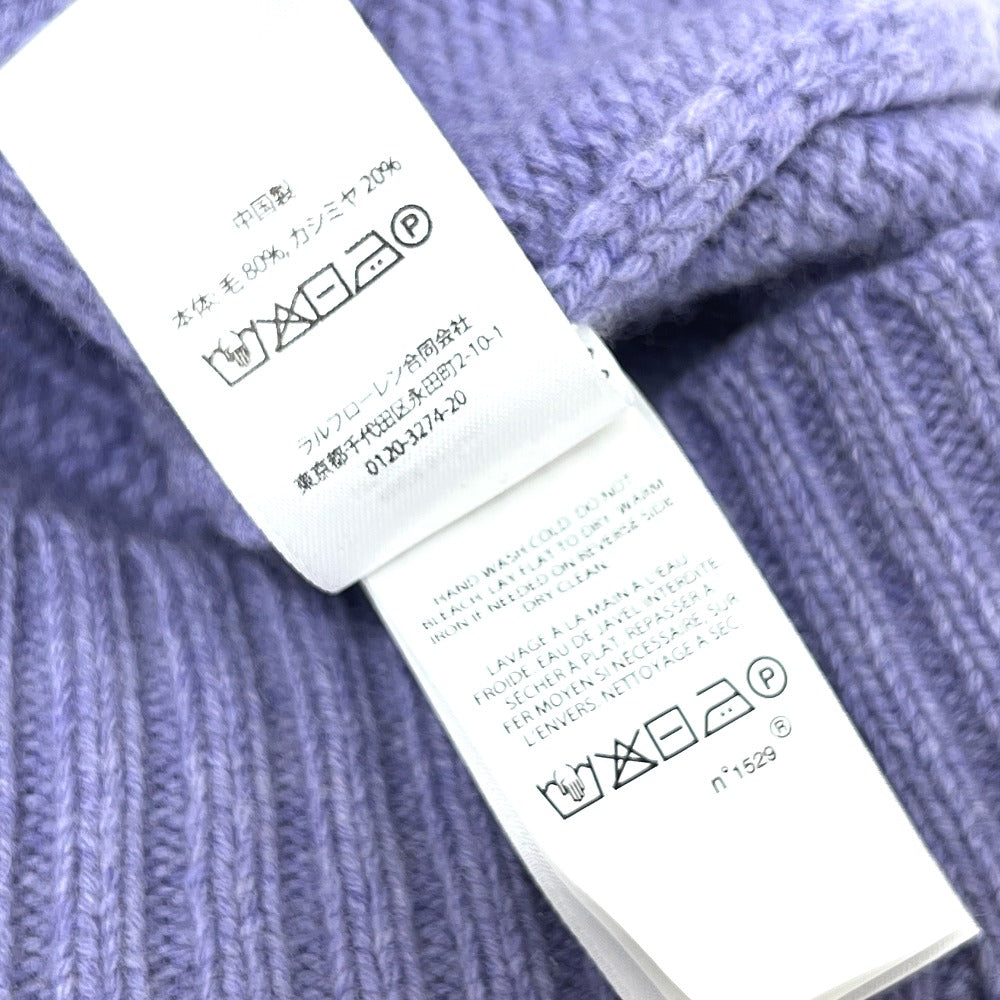 中国製
本体: 毛 80%, カシミヤ 20%
P
ラルフローレン合同会社
東京都千代田区永田町2-10-1
0120-3274-20
HAND WASH COLD. DO NOT
BLEACH, LAY FLAT TO DRY. WARM
IRON IF NEEDED ON REVERSE SIDE
DRY CLEAN
LAVAGE À LA MAIN À L'EAU
FROIDE. EAU DE JAVEL INTERDITE
SÉCHER À PLAT. REPASSER À
FER MOYEN SI NÉCESSAIRE, SUR
L'ENVERS. NETTOYAGE À SEC
P
n°1529 ®